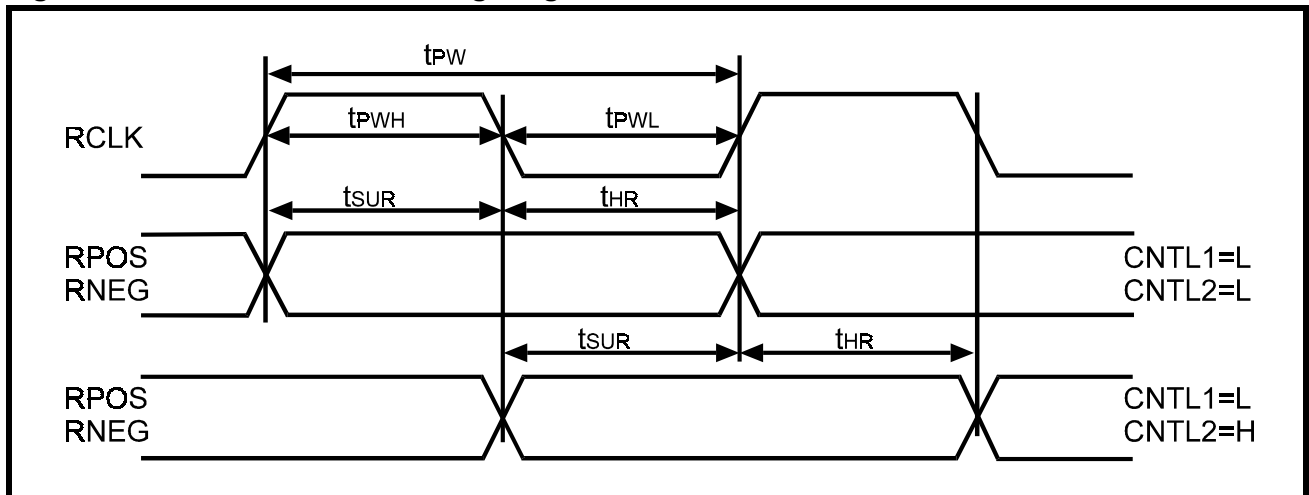 tPW
tPWH
tPWL
RCLK
tSUR
tHR
RPOS
RNEG
CNTL1=L
CNTL2=L
tSUR
tHR
RPOS
RNEG
CNTL1=L
CNTL2=H